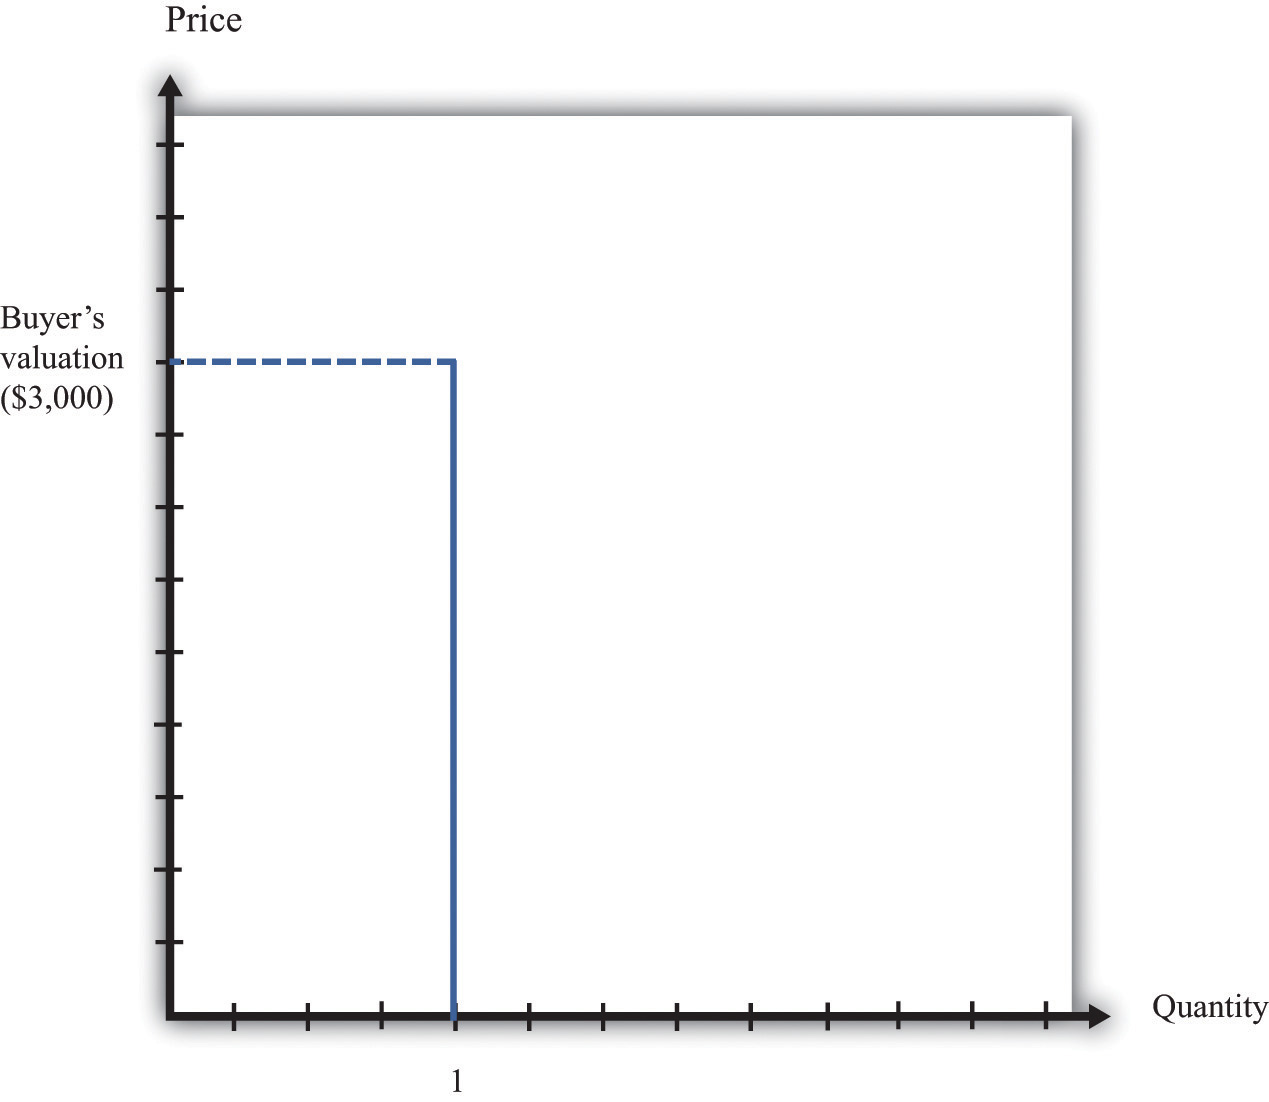 Price
Buyer’s
valuation
($3,000)
Quantity
1